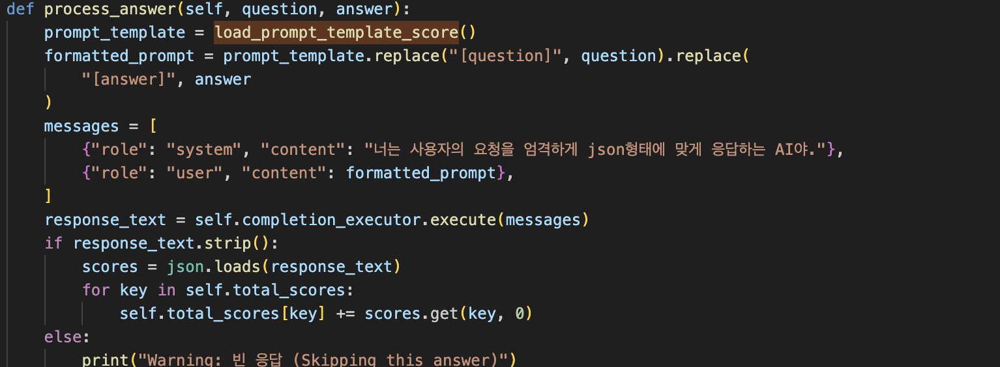 def process_answer(self, question, answer):
    prompt_template = load_prompt_template_score()
    formatted_prompt = prompt_template.replace("[question]", question).replace(
        "[answer]", answer
    )
    messages = [
        {"role": "system", "content": "너는 사용자의 요청을 엄격하게 json형태에 맞게 응답하는 AI야."},
        {"role": "user", "content": formatted_prompt},
    ]
    response_text = self.completion_executor.execute(messages)
    if response_text.strip():
        scores = json.loads(response_text)
        for key in self.total_scores:
            self.total_scores[key] += scores.get(key, 0)
    else:
        print("Warning: 빈 응답 (Skipping this answer)")